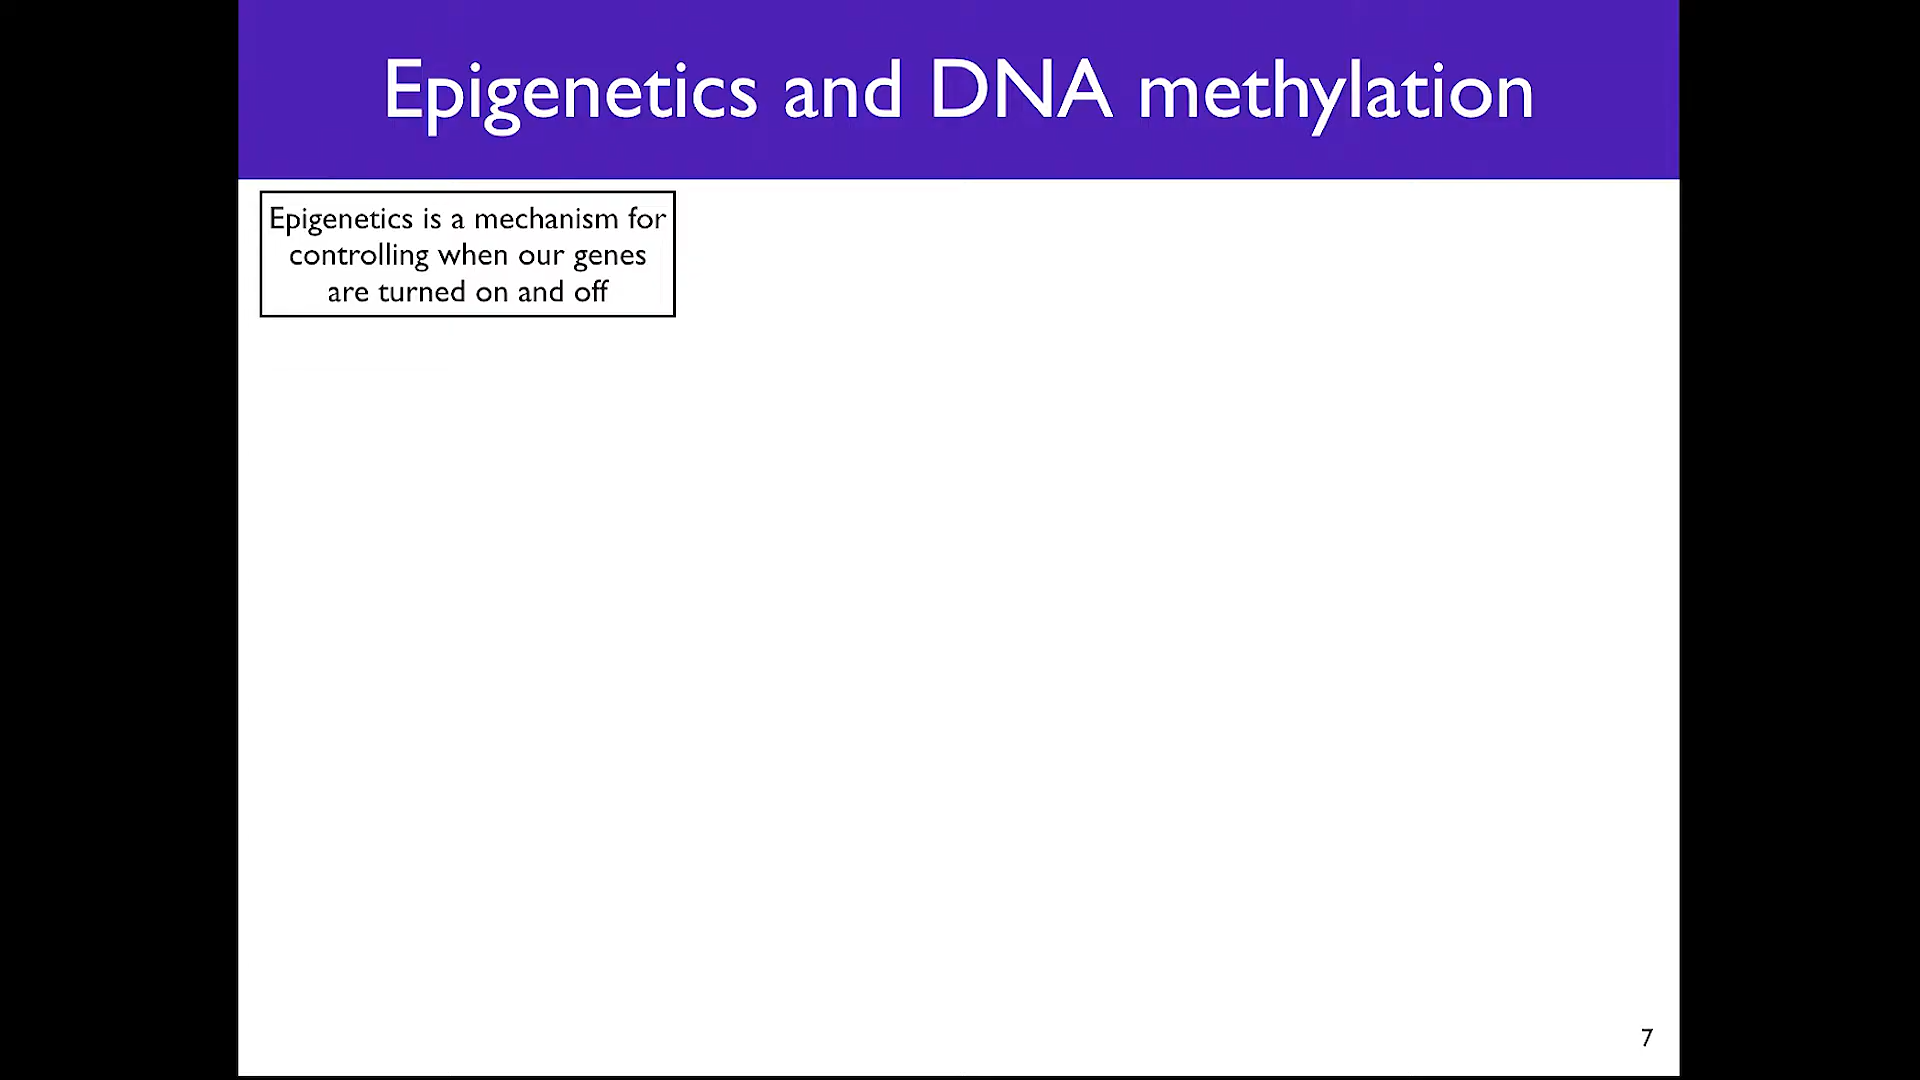 Epigenetics and DNA methylation
Epigenetics is a mechanism for
controlling when our genes
are turned on and off
7